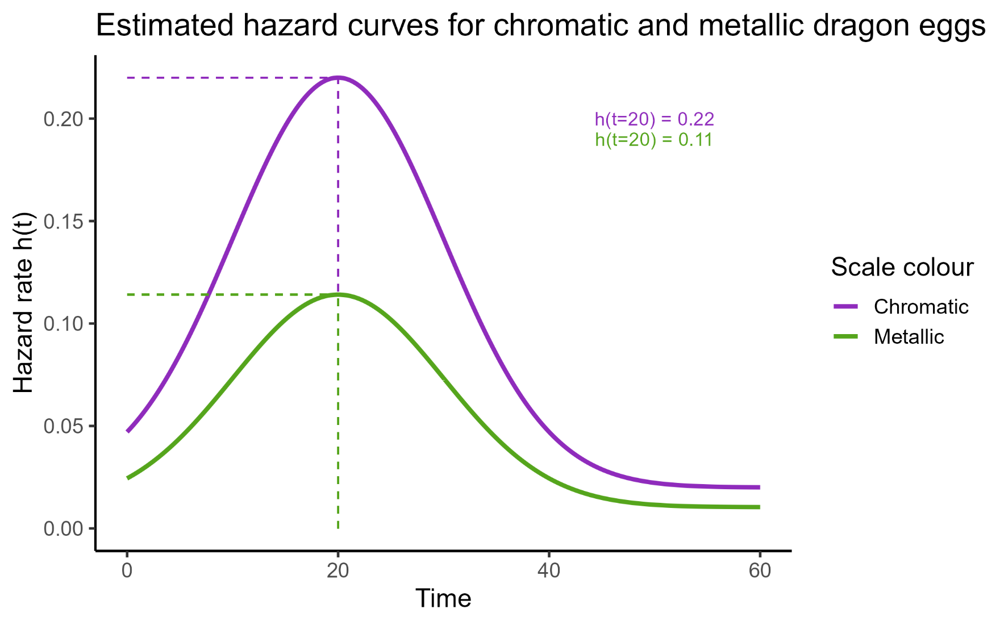 Estimated hazard curves for chromatic and metallic dragon eggs
h(t=20) = 0.22
h(t=20) = 0.11
Hazard rate h(t)
0.20
0.15
0.10
0.05
0.00
0 20 40 60
Time
Scale colour
Chromatic
Metallic